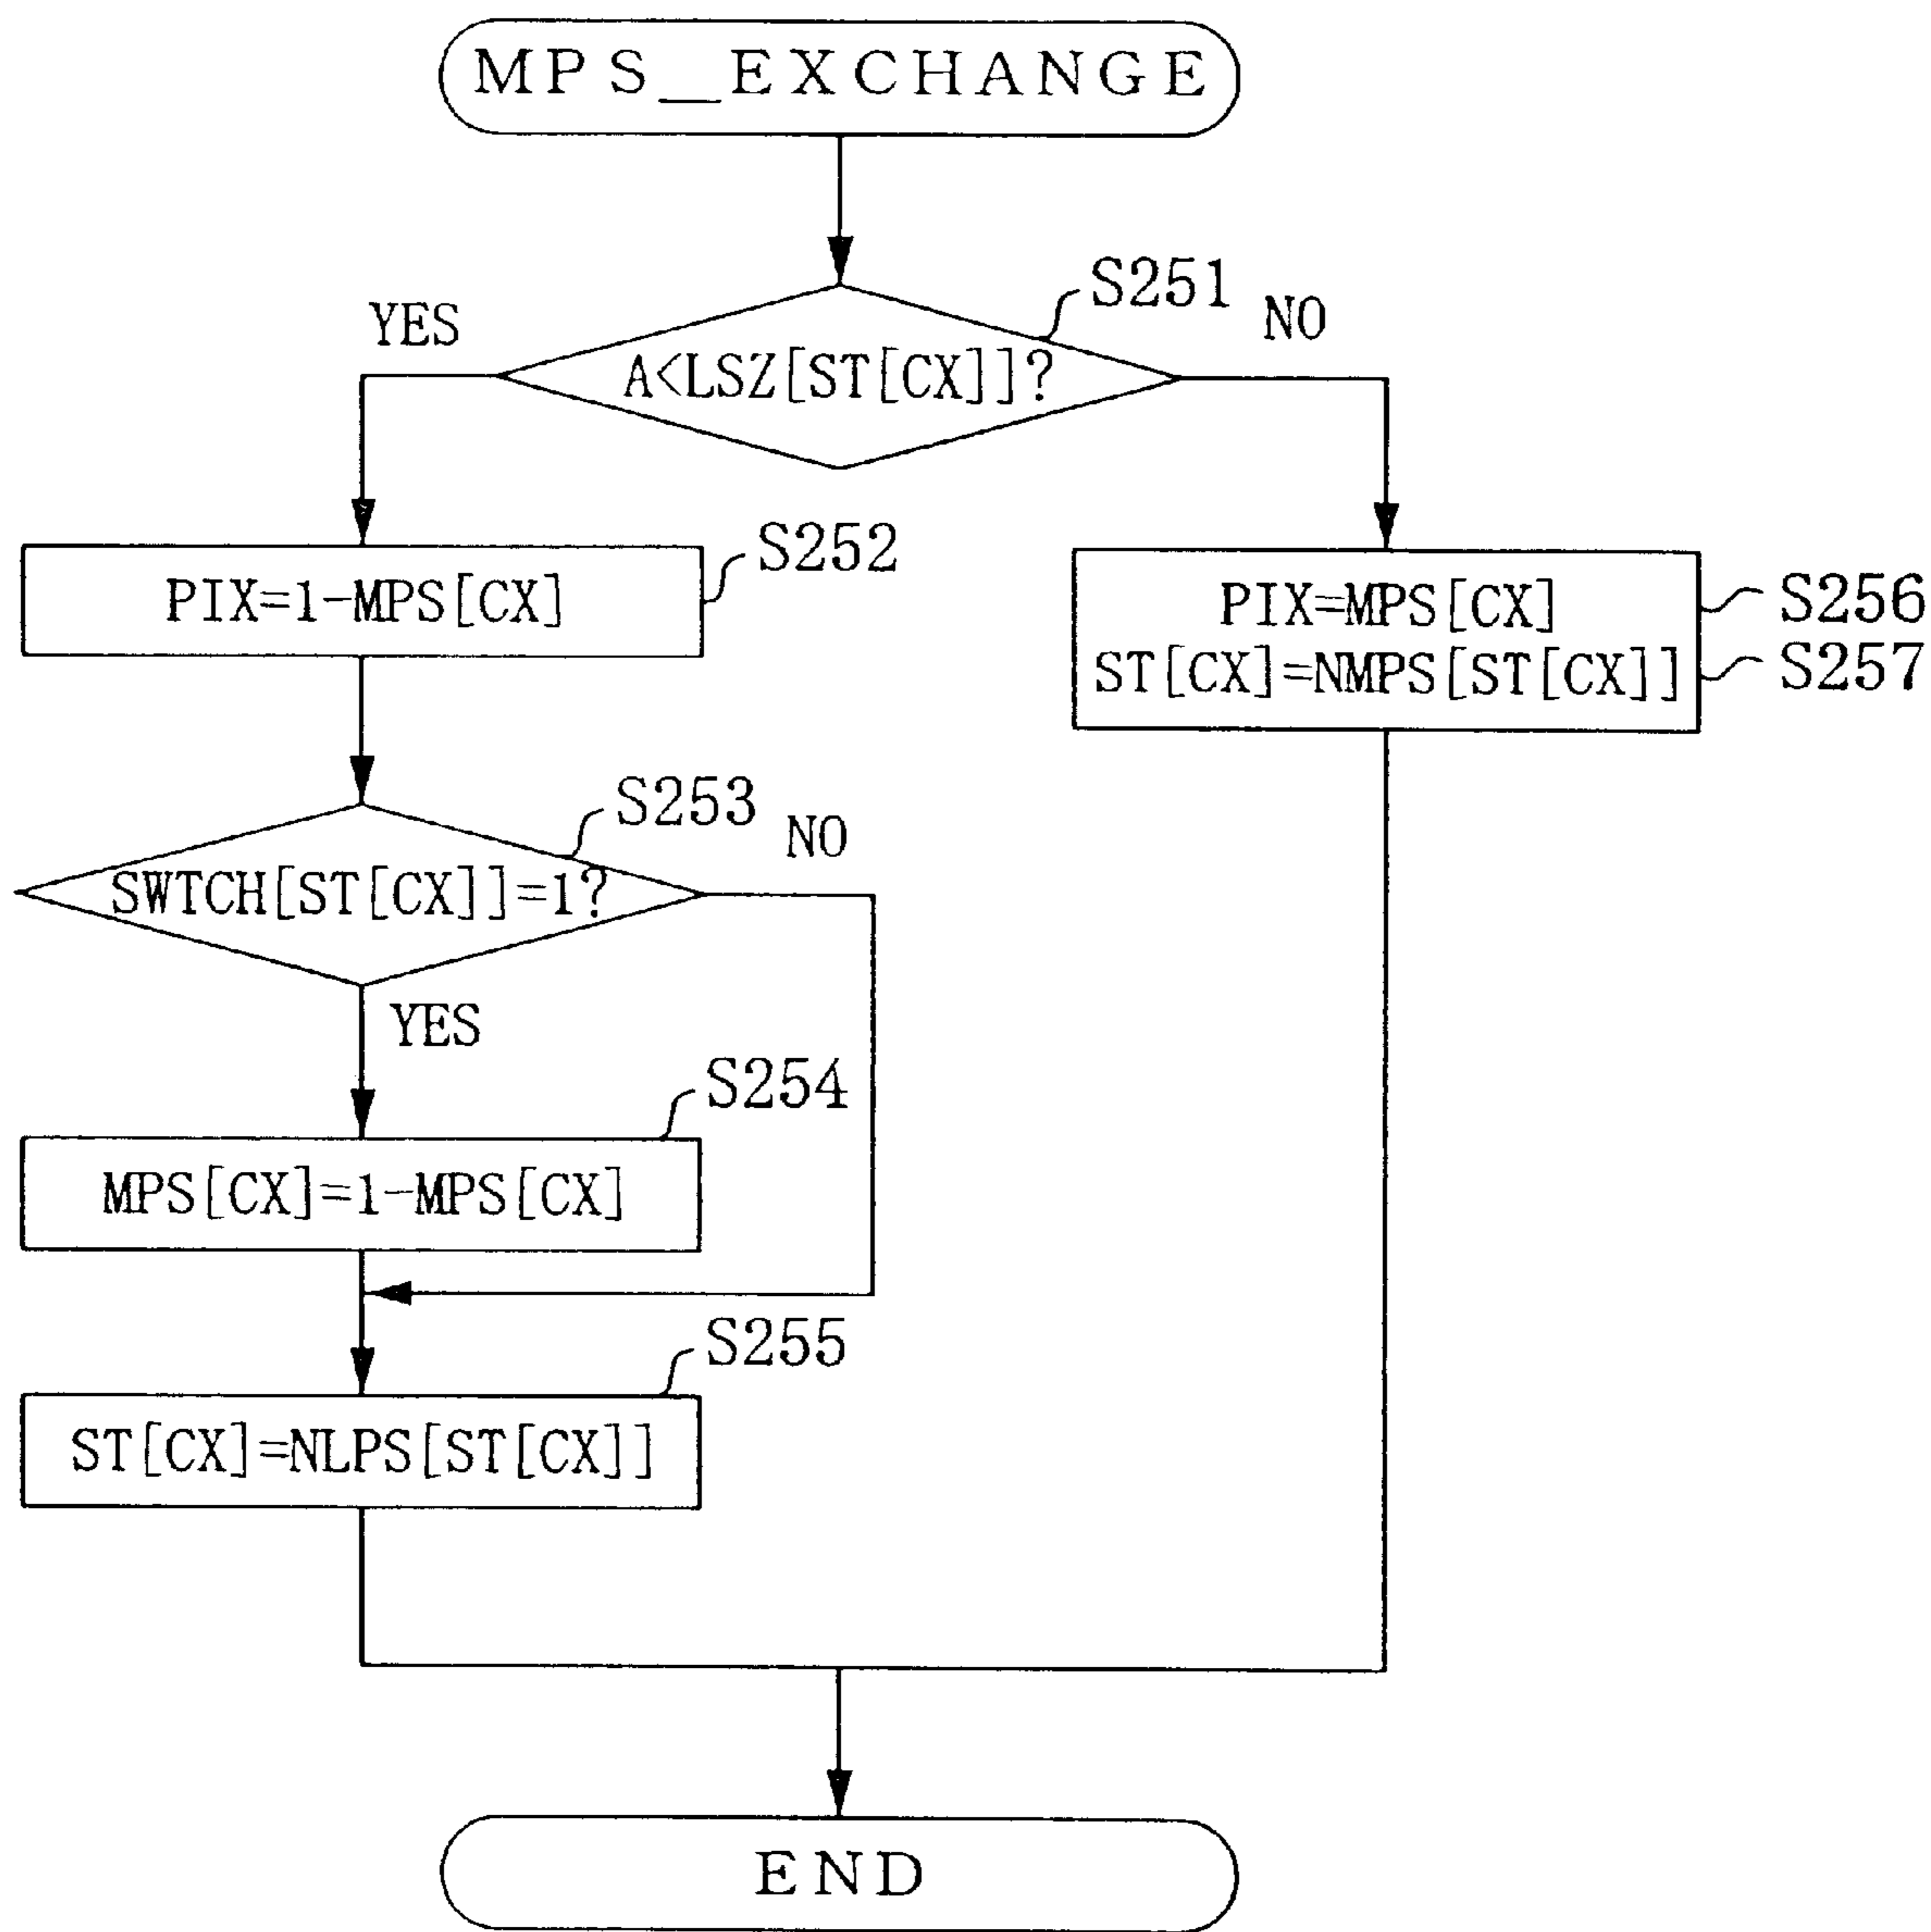 MPS_EXCHANGE
S251
YES
NO
A<LSZ[ST[CX]]?
S252
PIX=1-MPS[CX]
PIX=MPS[CX]
S256
ST[CX]=NMPS[ST[CX]]
S257
S253
NO
SWTCH[ST[CX]]=1?
YES
S254
MPS[CX]=1-MPS[CX]
S255
ST[CX]=NLPS[ST[CX]]
END